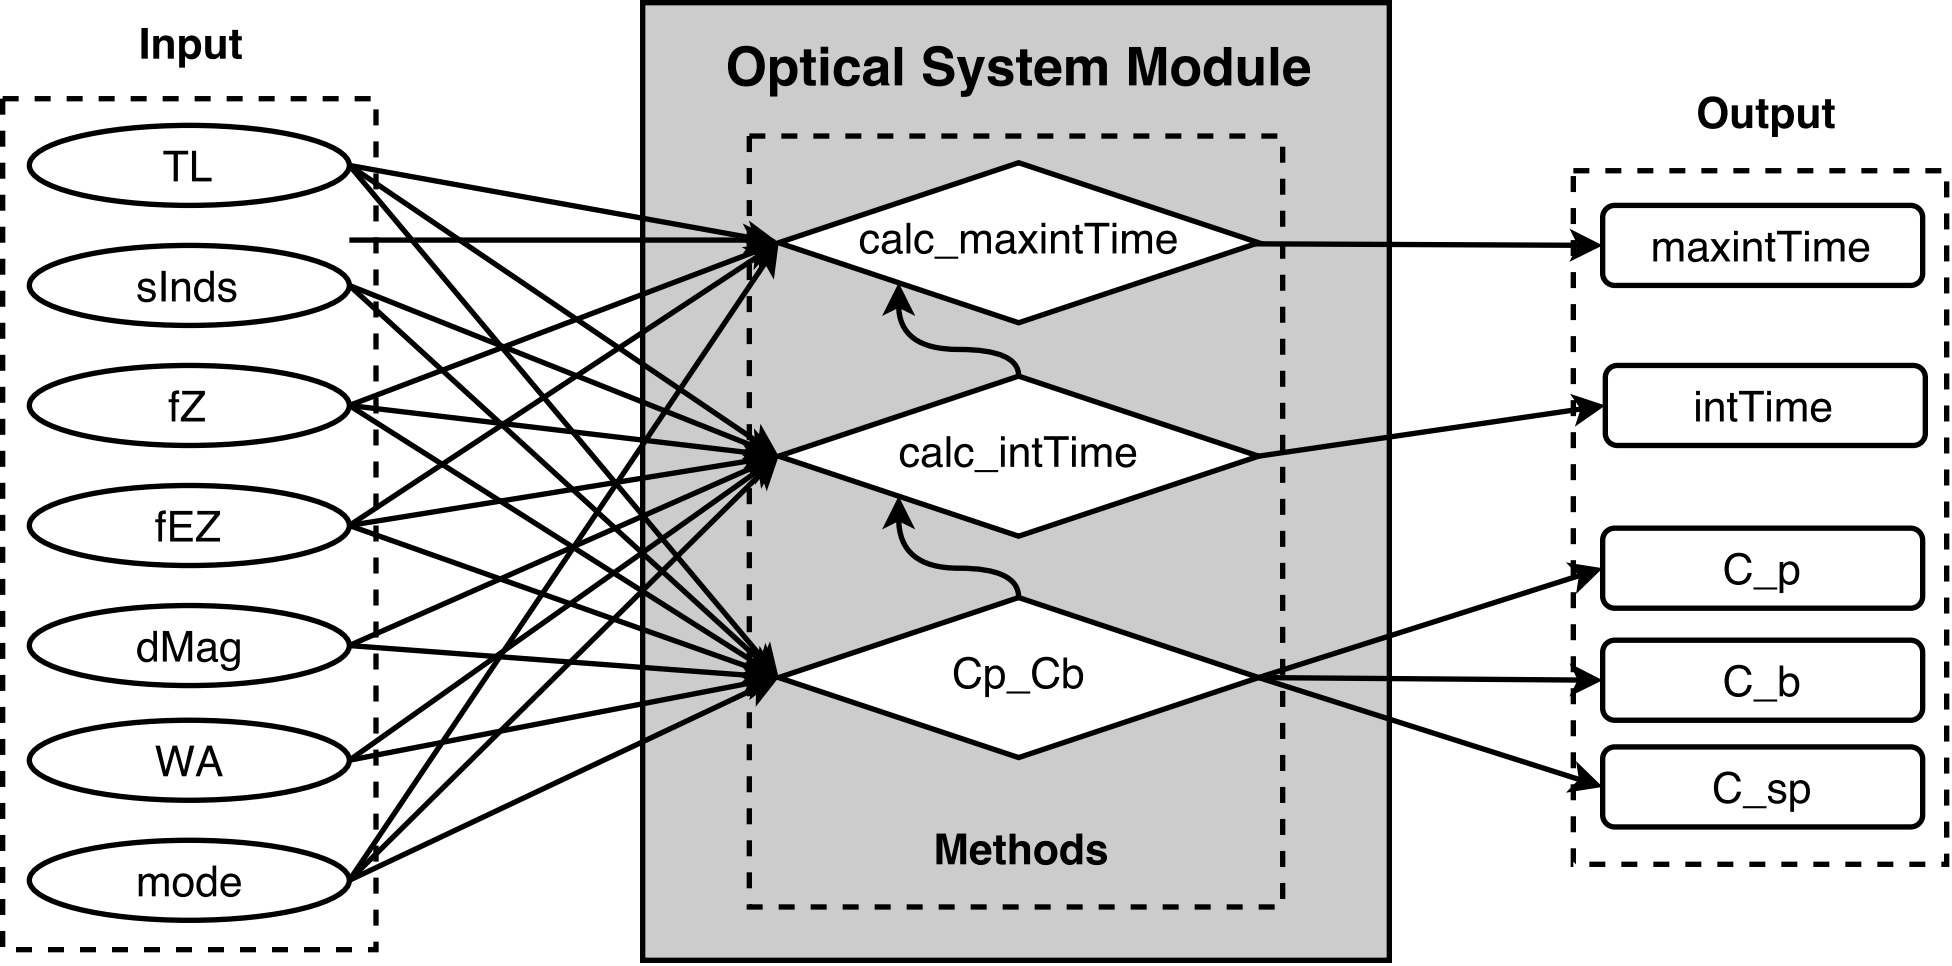 Input
TL
sInds
fZ
fEZ
dMag
WA
mode
Optical System Module
calc_maxintTime
calc_intTime
Cp_Cb
Methods
Output
maxintTime
intTime
C_p
C_b
C_sp